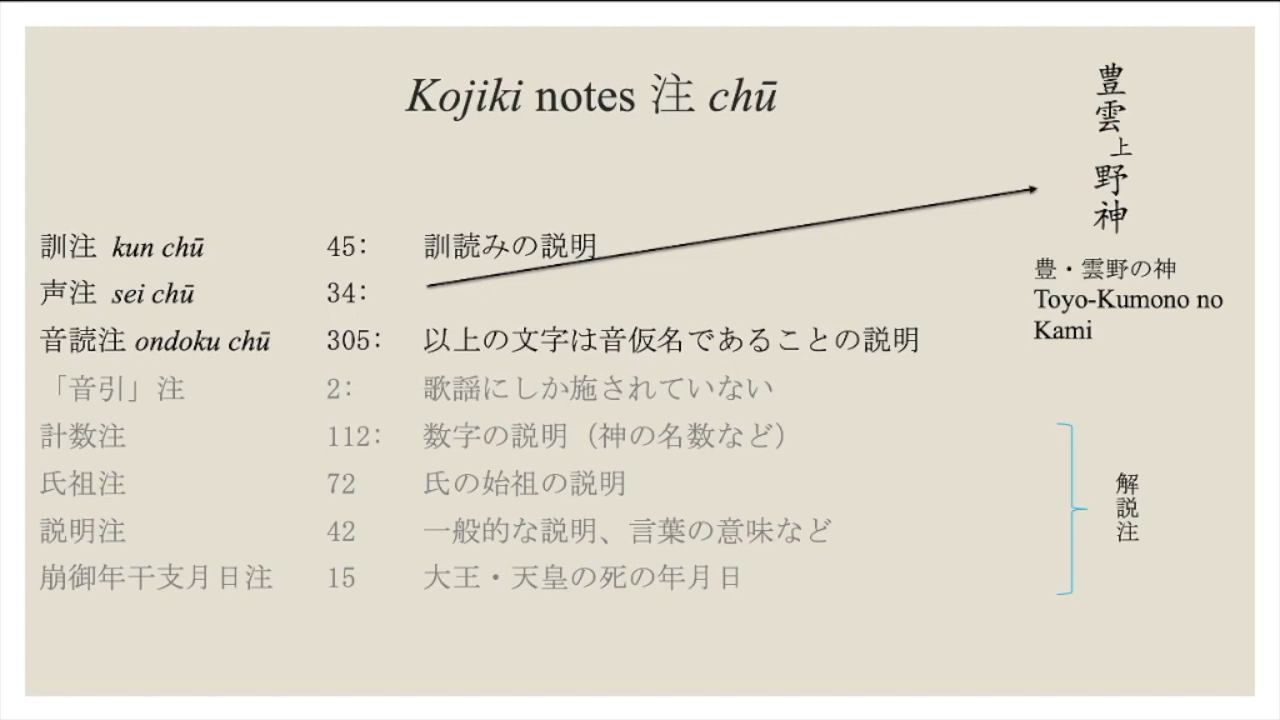 Kojiki notes 注 chū
豊雲上野神
豊・雲野の神
Toyo-Kumono no
Kami
訓注 kun chū 45: 訓読みの説明
声注 sei chū 34:
音読注 ondoku chū 305: 以上の文字は音仮名であることの説明
「音引」注 2: 歌謡にしか施されていない
計数注 112: 数字の説明（神の名数など）
氏祖注 72 氏の始祖の説明
説明注 42 一般的な説明、言葉の意味など
崩御年干支月日注 15 大王・天皇の死の年月日
解説注